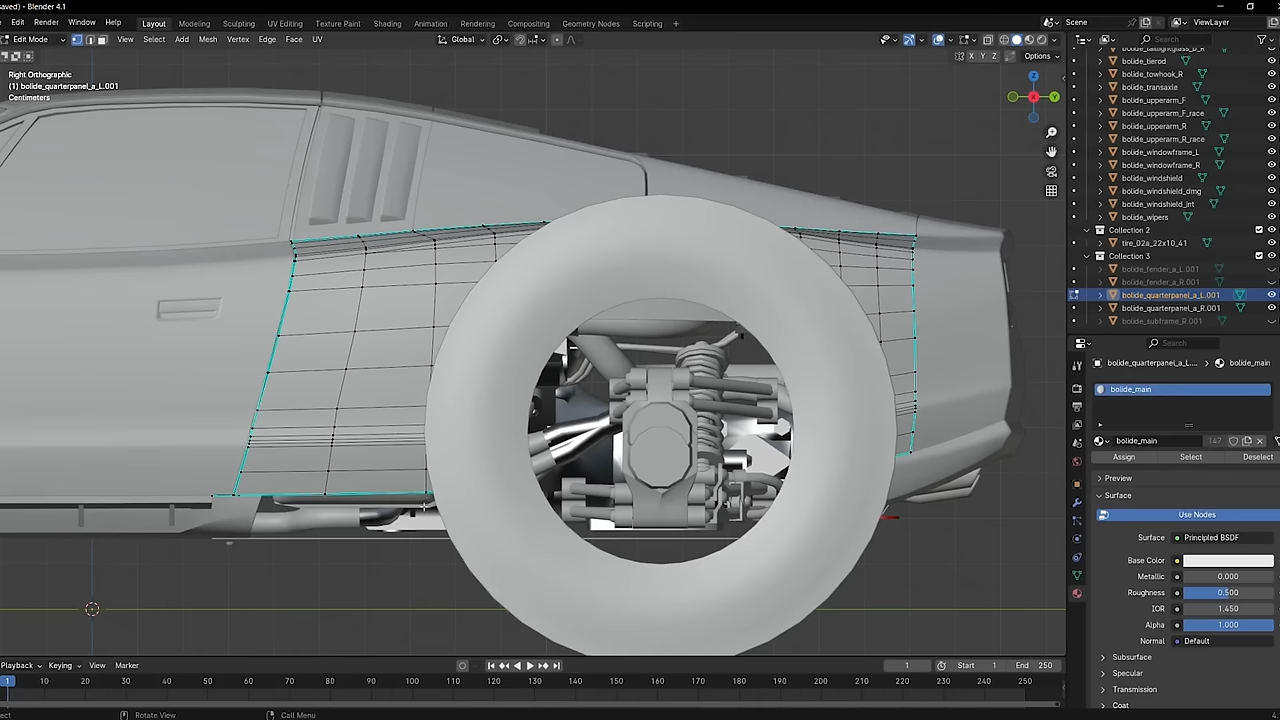 saved) - Blender 4.1
Edit Render Window Help Layout Modeling Sculpting UV Editing Texture Paint Shading Animation Rendering Compositing Geometry Nodes Scripting + Scene ViewLayer
Edit Mode View Select Add Mesh Vertex Edge Face UV Global Search
X Y Z Options
Right Orthographic
(1) bolide_quarterpanel_a_L.001
Centimeters
bolide_taillightglass_b_R
bolide_tierod
bolide_towhook_R
bolide_transaxle
bolide_upperarm_F
bolide_upperarm_F_race
bolide_upperarm_R
bolide_upperarm_R_race
bolide_windowframe_L
bolide_windowframe_R
bolide_windshield
bolide_windshield_dmg
bolide_windshield_int
bolide_wipers
Collection 2
tire_02a_22x10_41
Collection 3
bolide_fender_a_L.001
bolide_fender_a_R.001
bolide_quarterpanel_a_L.001
bolide_quarterpanel_a_R.001
bolide_subframe_R.001
Search
bolide_quarterpanel_a_L.... > bolide_main
bolide_main
bolide_main 147
Assign Select Deselect
Preview
Surface
Use Nodes
Surface Principled BSDF
Base Color
Metallic 0.000
Roughness 0.500
IOR 1.450
Alpha 1.000
Normal Default
Subsurface
Specular
Transmission
Coat
Playback Keying View Marker 1 Start 1 End 250
1 10 20 30 40 50 60 70 80 90 100 110 120 130 140 150 160 170 180 190 200 210 220 230 240 250
ect Rotate View Call Menu